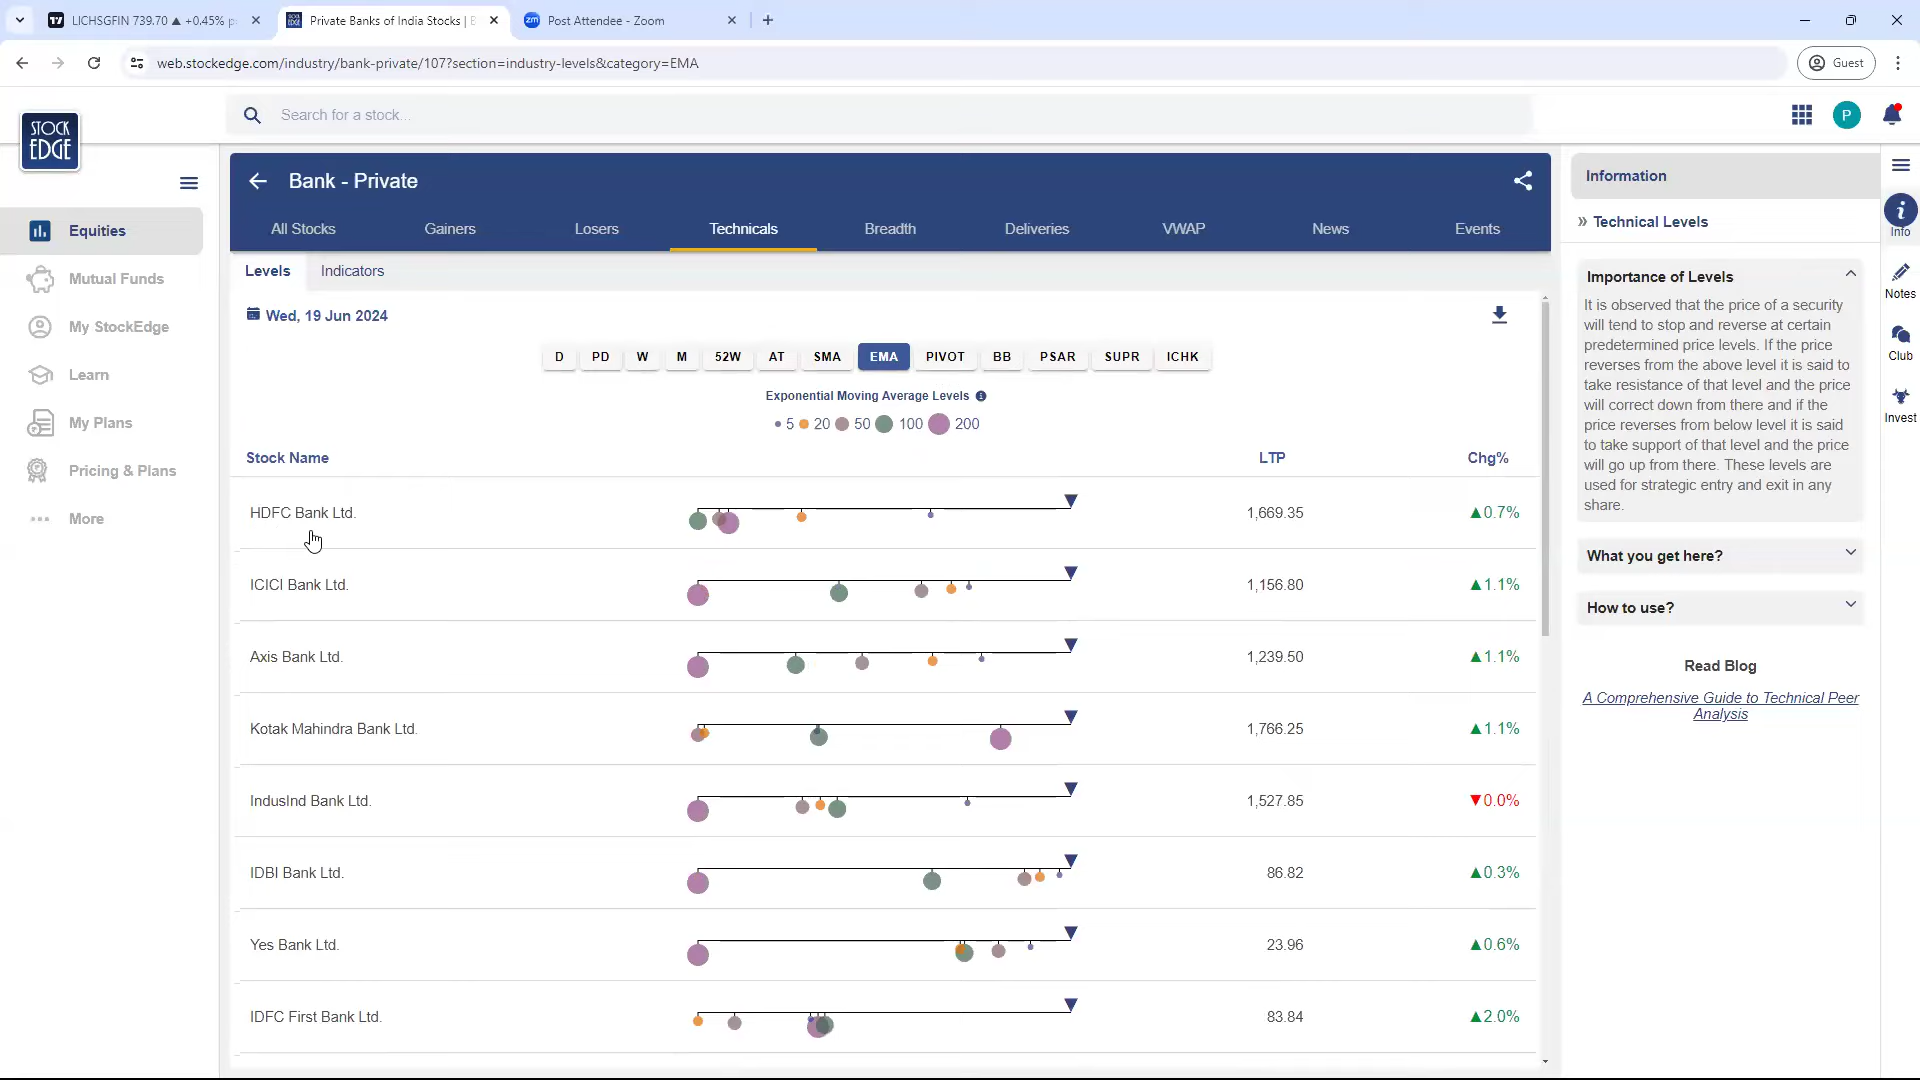 LICHSGFIN 739.70 ▲ +0.45%
Private Banks of India Stocks |
Post Attendee - Zoom
web.stockedge.com/industry/bank-private/107?section=industry-levels&category=EMA
Guest
STOCK
EDGE
Search for a stock...
P
Bank - Private
All Stocks Gainers Losers Technicals Breadth Deliveries VWAP News Events
Levels Indicators
Wed, 19 Jun 2024
D PD W M 52W AT SMA EMA PIVOT BB PSAR SUPR ICHK
Exponential Moving Average Levels
5 20 50 100 200
Stock Name LTP Chg%
HDFC Bank Ltd. 1,669.35 ▲0.7%
ICICI Bank Ltd. 1,156.80 ▲1.1%
Axis Bank Ltd. 1,239.50 ▲1.1%
Kotak Mahindra Bank Ltd. 1,766.25 ▲1.1%
IndusInd Bank Ltd. 1,527.85 ▼0.0%
IDBI Bank Ltd. 86.82 ▲0.3%
Yes Bank Ltd. 23.96 ▲0.6%
IDFC First Bank Ltd. 83.84 ▲2.0%
Equities
Mutual Funds
My StockEdge
Learn
My Plans
Pricing & Plans
More
Information
» Technical Levels
Importance of Levels
It is observed that the price of a security
will tend to stop and reverse at certain
predetermined price levels. If the price
reverses from the above level it is said to
take resistance of that level and the price
will correct down from there and if the
price reverses from below level it is said
to take support of that level and the price
will go up from there. These levels are
used for strategic entry and exit in any
share.
What you get here?
How to use?
Read Blog
A Comprehensive Guide to Technical Peer
Analysis
Info
Notes
Club
Invest